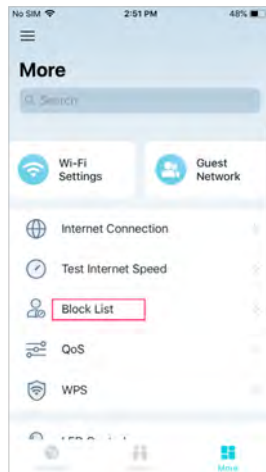 No SIM 2:51 PM 48%
More
Search
Wi-Fi
Settings
Guest
Network
Internet Connection
Test Internet Speed
Block List
QoS
WPS
More